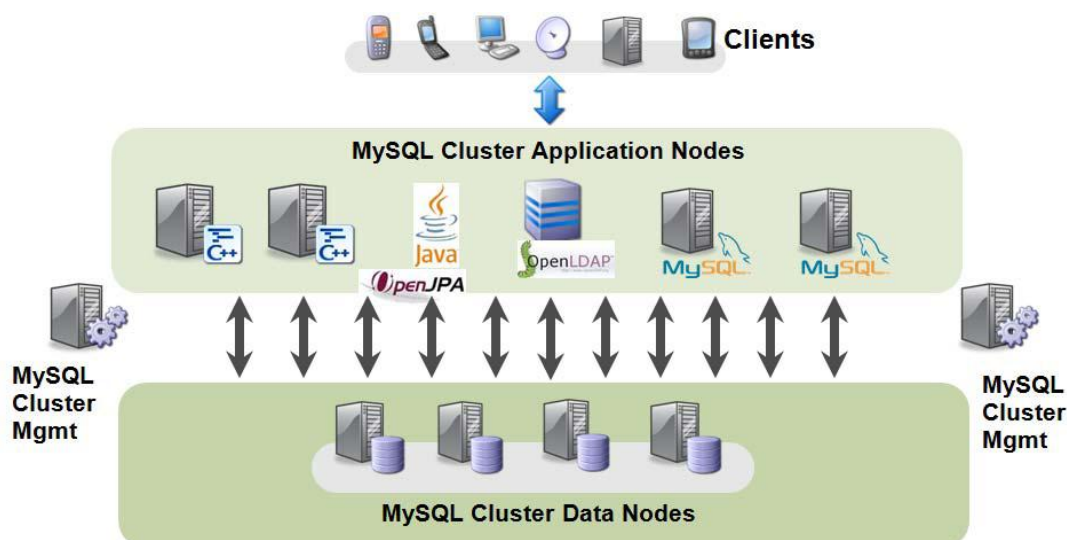 Clients
MySQL Cluster Application Nodes
C++
C++
Java
OpenJPA
OpenLDAP
MySQL
MySQL
MySQL
Cluster
Mgmt
MySQL
Cluster
Mgmt
MySQL Cluster Data Nodes